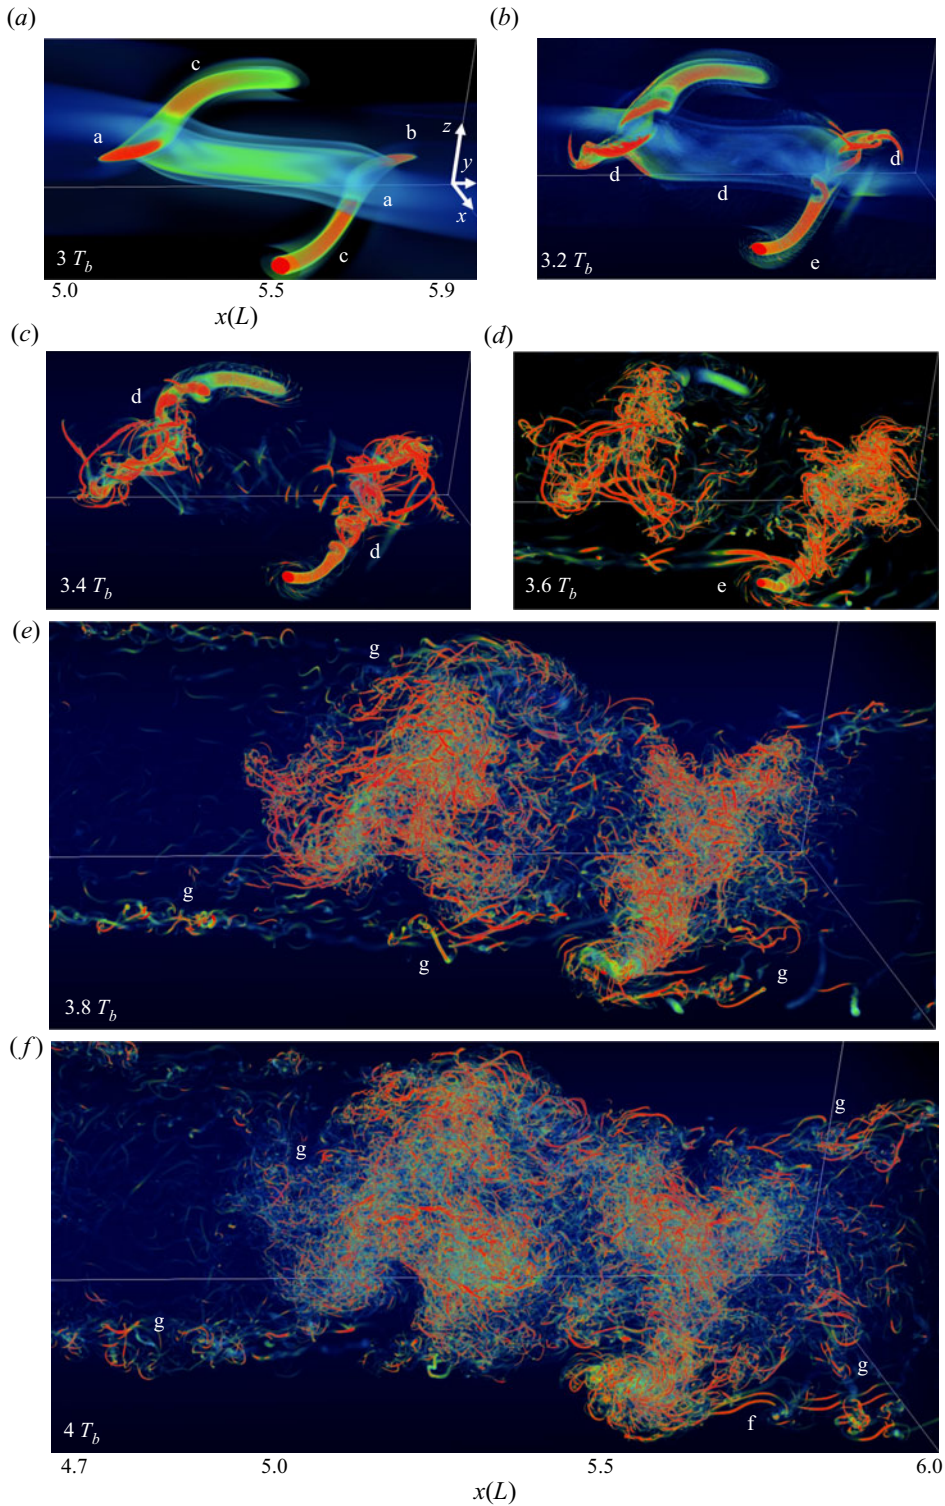 (a)
c
a
b
z
y
x
a
c
3 T_b
5.0 5.5 5.9
x(L)
(b)
d
d
d
e
3.2 T_b
(c)
d
d
3.4 T_b
(d)
e
3.6 T_b
(e)
g
g
g
g
3.8 T_b
(f)
g
g
g
g
f
4 T_b
4.7 5.0 5.5 6.0
x(L)